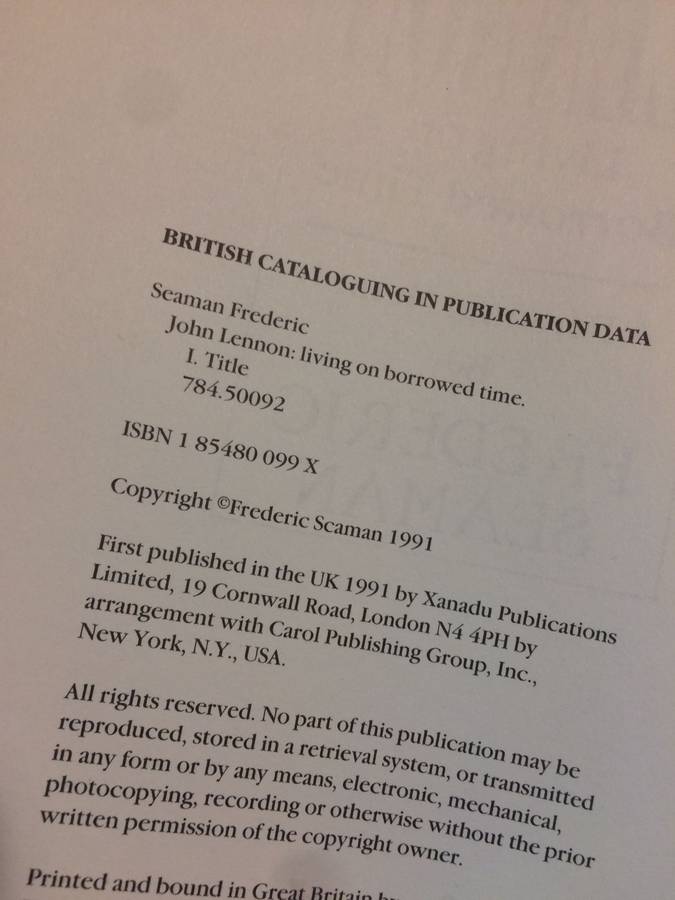 BRITISH CATALOGUING IN PUBLICATION DATA
Seaman Frederic
John Lennon: living on borrowed time.
I. Title
784.50092
ISBN 1 85480 099 X
Copyright ©Frederic Seaman 1991
First published in the UK 1991 by Xanadu Publications
Limited, 19 Cornwall Road, London N4 4PH by
arrangement with Carol Publishing Group, Inc.,
New York, N.Y., USA.
All rights reserved. No part of this publication may be
reproduced, stored in a retrieval system, or transmitted
in any form or by any means, electronic, mechanical,
photocopying, recording or otherwise without the prior
written permission of the copyright owner.
Printed and bound in Great Britain